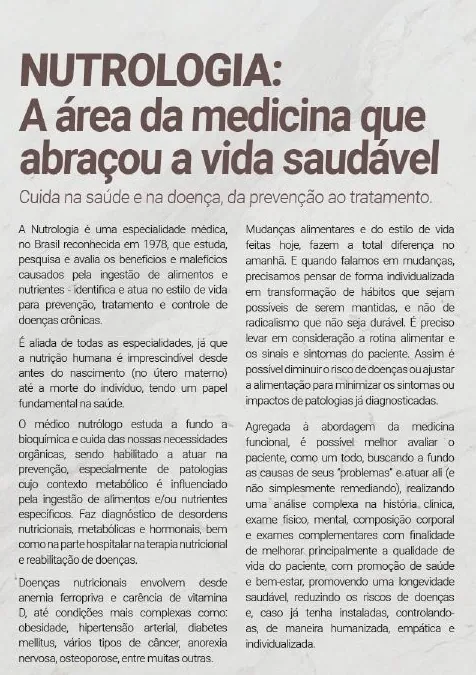 NUTROLOGIA:
A área da medicina que
abraçou a vida saudável
Cuida na saúde e na doença, da prevenção ao tratamento.
A Nutrologia é uma especialidade médica,
no Brasil reconhecida em 1978, que estuda,
pesquisa e avalia os benefícios e malefícios
causados pela ingestão de alimentos e
nutrientes - identifica e atua no estilo de vida
para prevenção, tratamento e controle de
doenças crônicas.
É aliada de todas as especialidades, já que
a nutrição humana é imprescindível desde
antes do nascimento (no útero materno)
até a morte do indivíduo, tendo um papel
fundamental na saúde.
O médico nutrólogo estuda a fundo a
bioquímica e cuida das nossas necessidades
orgânicas, sendo habilitado a atuar na
prevenção, especialmente de patologias
cujo contexto metabólico é influenciado
pela ingestão de alimentos e/ou nutrientes
específicos. Faz diagnóstico de desordens
nutricionais, metabólicas e hormonais, bem
como na parte hospitalar na terapia nutricional
e reabilitação de doenças.
Doenças nutricionais envolvem desde
anemia ferropriva e carência de vitamina
D, até condições mais complexas como:
obesidade, hipertensão arterial, diabetes
mellitus, vários tipos de câncer, anorexia
nervosa, osteoporose, entre muitas outras.
Mudanças alimentares e do estilo de vida
feitas hoje, fazem a total diferença no
amanhã. E quando falamos em mudanças,
precisamos pensar de forma individualizada
em transformação de hábitos que sejam
possíveis de serem mantidas, e não de
radicalismo que não seja durável. É preciso
levar em consideração a rotina alimentar e
os sinais e sintomas do paciente. Assim é
possível diminuir o risco de doenças ou ajustar
a alimentação para minimizar os sintomas ou
impactos de patologias já diagnosticadas.
Agregada à abordagem da medicina
funcional, é possível melhor avaliar o
paciente, como um todo, buscando a fundo
as causas de seus "problemas" e atuar ali (e
não simplesmente remediando), realizando
uma análise complexa na história clínica,
exame físico, mental, composição corporal
e exames complementares com finalidade
de melhorar principalmente a qualidade de
vida do paciente, com promoção de saúde
e bem-estar, promovendo uma longevidade
saudável, reduzindo os riscos de doenças
e, caso já tenha instaladas, controlando-
as, de maneira humanizada, empática e
individualizada.